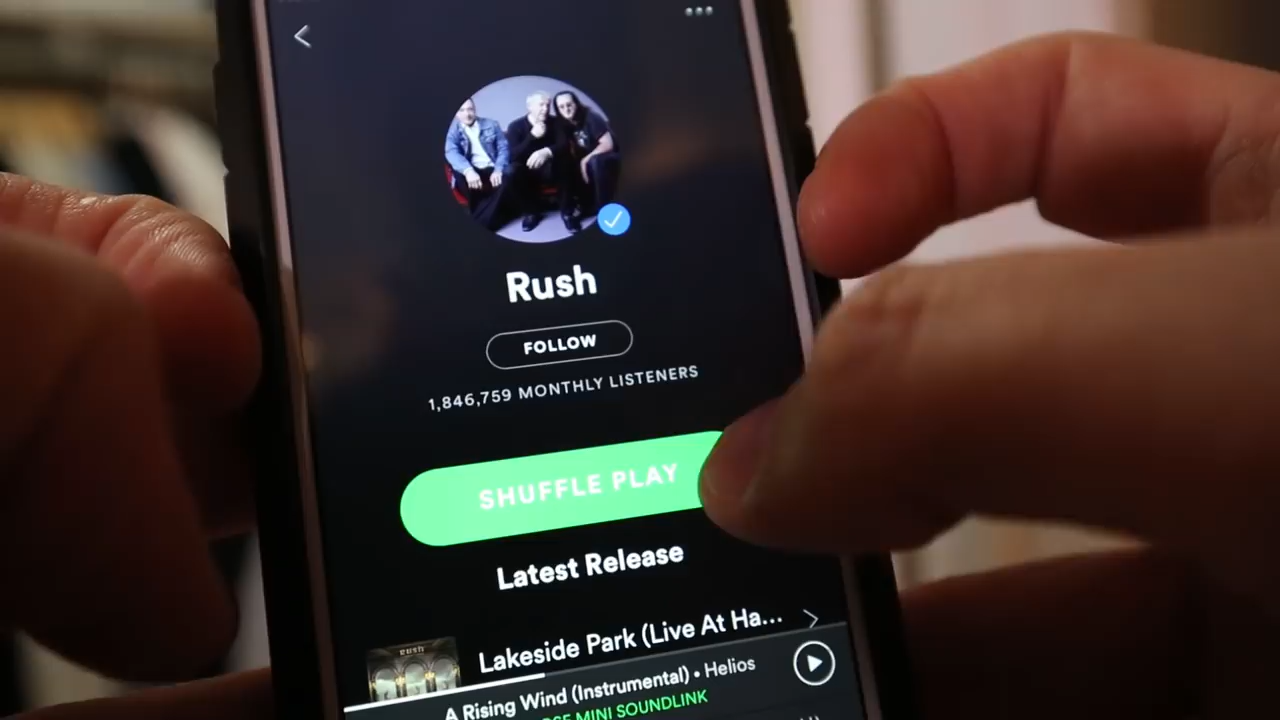 Rush
FOLLOW
1,846,759 MONTHLY LISTENERS
SHUFFLE PLAY
Latest Release
Lakeside Park (Live At Ha...
RUSH
A Rising Wind (Instrumental) • Helios
MINI SOUNDLINK